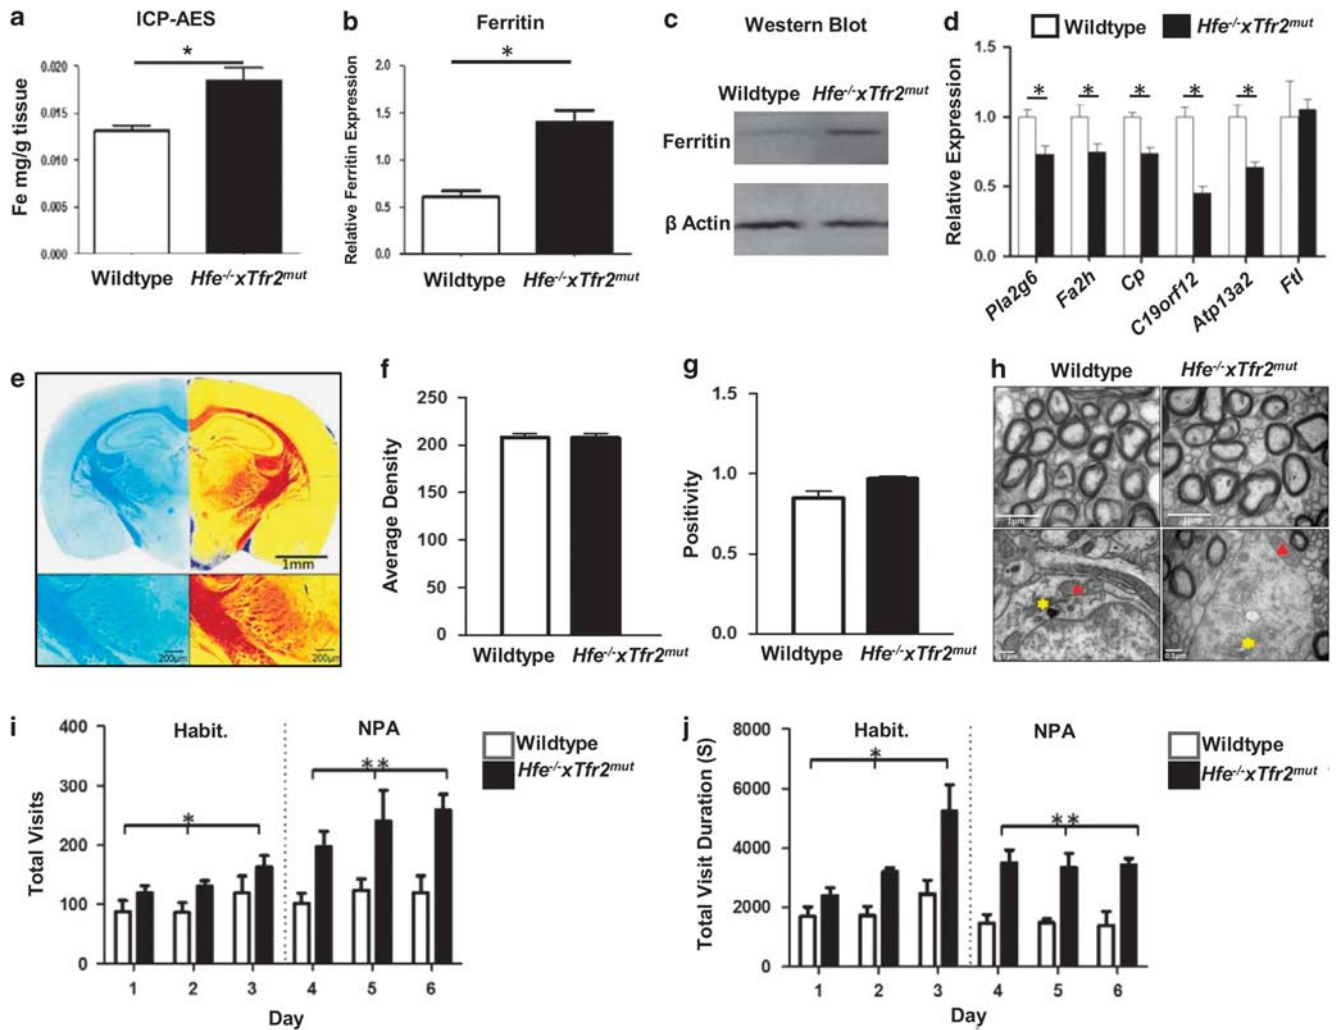 a
ICP-AES
*
Fe mg/g tissue
0.020
0.015
0.010
0.005
0.000
Wildtype
Hfe-/-xTfr2mut
b
Ferritin
*
Relative Ferritin Expression
2.0
1.5
1.0
0.5
0.0
Wildtype
Hfe-/-xTfr2mut
c
Western Blot
Wildtype Hfe-/-xTfr2mut
Ferritin
β Actin
d
Wildtype Hfe-/-xTfr2mut
Relative Expression
1.5
1.0
0.5
0.0
* * * * *
Pla2g6
Fa2h
Cp
C19orf12
Atp13a2
Ftl
e
1mm
200μm
200μm
f
Average Density
250
200
150
100
50
0
Wildtype Hfe-/-xTfr2mut
g
Positivity
1.5
1.0
0.5
0.0
Wildtype Hfe-/-xTfr2mut
h
Wildtype Hfe-/-xTfr2mut
1μm
i
Total Visits
400
300
200
100
0
Habit.
NPA
*
**
Wildtype
Hfe-/-xTfr2mut
1 2 3 4 5 6
Day
j
Total Visit Duration (S)
8000
6000
4000
2000
0
Habit.
NPA
*
**
Wildtype
Hfe-/-xTfr2mut
1 2 3 4 5 6
Day